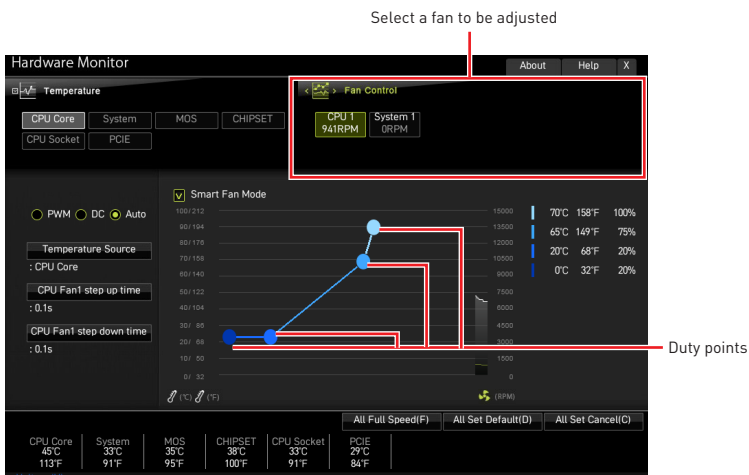 Select a fan to be adjusted
Hardware Monitor
About Help X
Temperature
Fan Control
CPU Core System MOS CHIPSET
CPU Socket PCIE
CPU 1
941RPM
System 1
0RPM
PWM DC Auto
Temperature Source
: CPU Core
CPU Fan1 step up time
: 0.1s
CPU Fan1 step down time
: 0.1s
Smart Fan Mode
100/212 15000
90/194 13500
80/176 12000
70/158 10500
60/140 9000
50/122 7500
40/104 6000
30/ 86 4500
20/ 68 3000
10/ 50 1500
0/ 32 0
(℃) (℉) (RPM)
70℃ 158℉ 100%
65℃ 149℉ 75%
20℃ 68℉ 20%
0℃ 32℉ 20%
Duty points
All Full Speed(F) All Set Default(D) All Set Cancel(C)
CPU Core System MOS CHIPSET CPU Socket PCIE
45℃ 33℃ 35℃ 38℃ 33℃ 29℃
113℉ 91℉ 95℉ 100℉ 91℉ 84℉